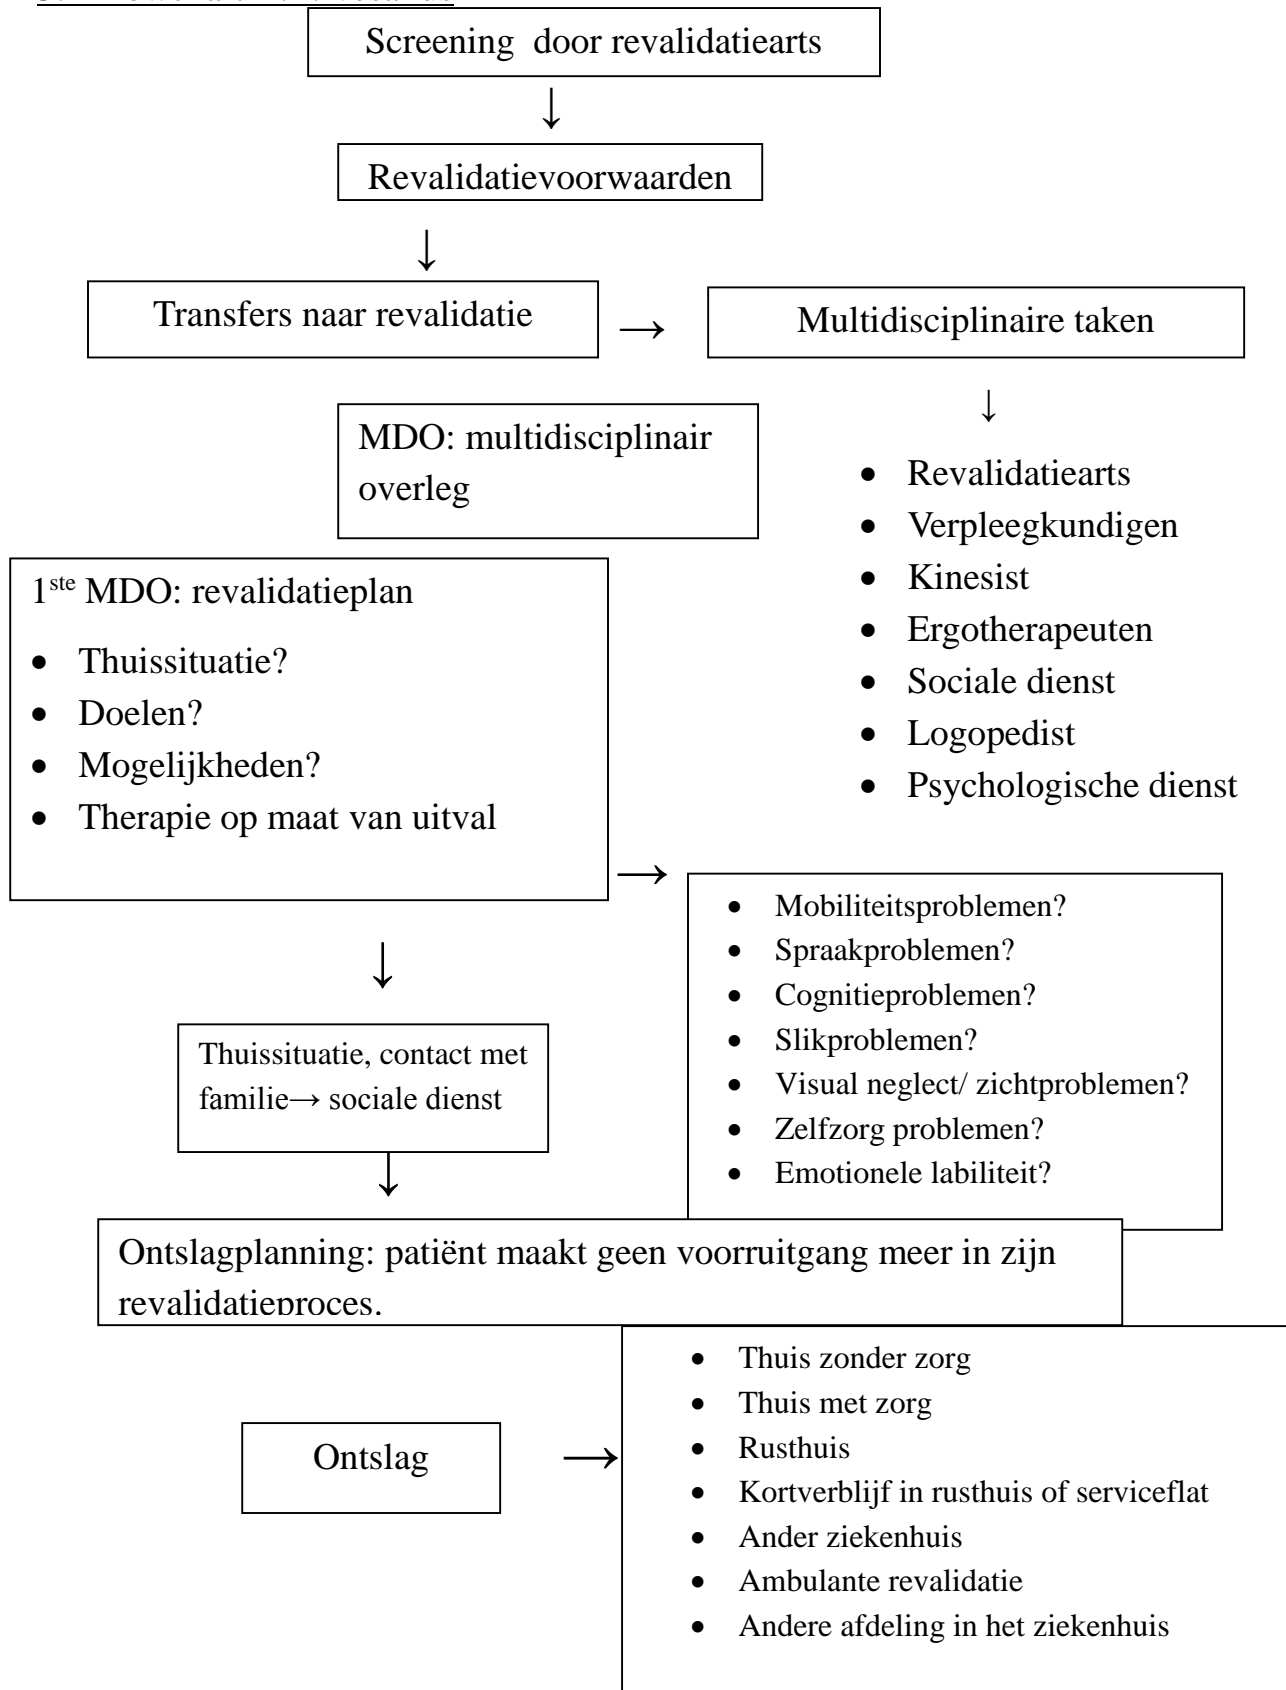 Screening door revalidatiearts
↓
Revalidatievoorwaarden
↓
Transfers naar revalidatie
→
Multidisciplinaire taken
↓
MDO: multidisciplinair
overleg
• Revalidatiearts
• Verpleegkundigen
• Kinesist
• Ergotherapeuten
• Sociale dienst
• Logopedist
• Psychologische dienst
1ste MDO: revalidatieplan
• Thuissituatie?
• Doelen?
• Mogelijkheden?
• Therapie op maat van uitval
→
• Mobiliteitsproblemen?
• Spraakproblemen?
• Cognitieproblemen?
• Slikproblemen?
• Visual neglect/ zichtproblemen?
• Zelfzorg problemen?
• Emotionele labiliteit?
↓
Thuissituatie, contact met
familie→ sociale dienst
↓
Ontslagplanning: patiënt maakt geen voorruitgang meer in zijn
revalidatieproces.
Ontslag
→
• Thuis zonder zorg
• Thuis met zorg
• Rusthuis
• Kortverblijf in rusthuis of serviceflat
• Ander ziekenhuis
• Ambulante revalidatie
• Andere afdeling in het ziekenhuis